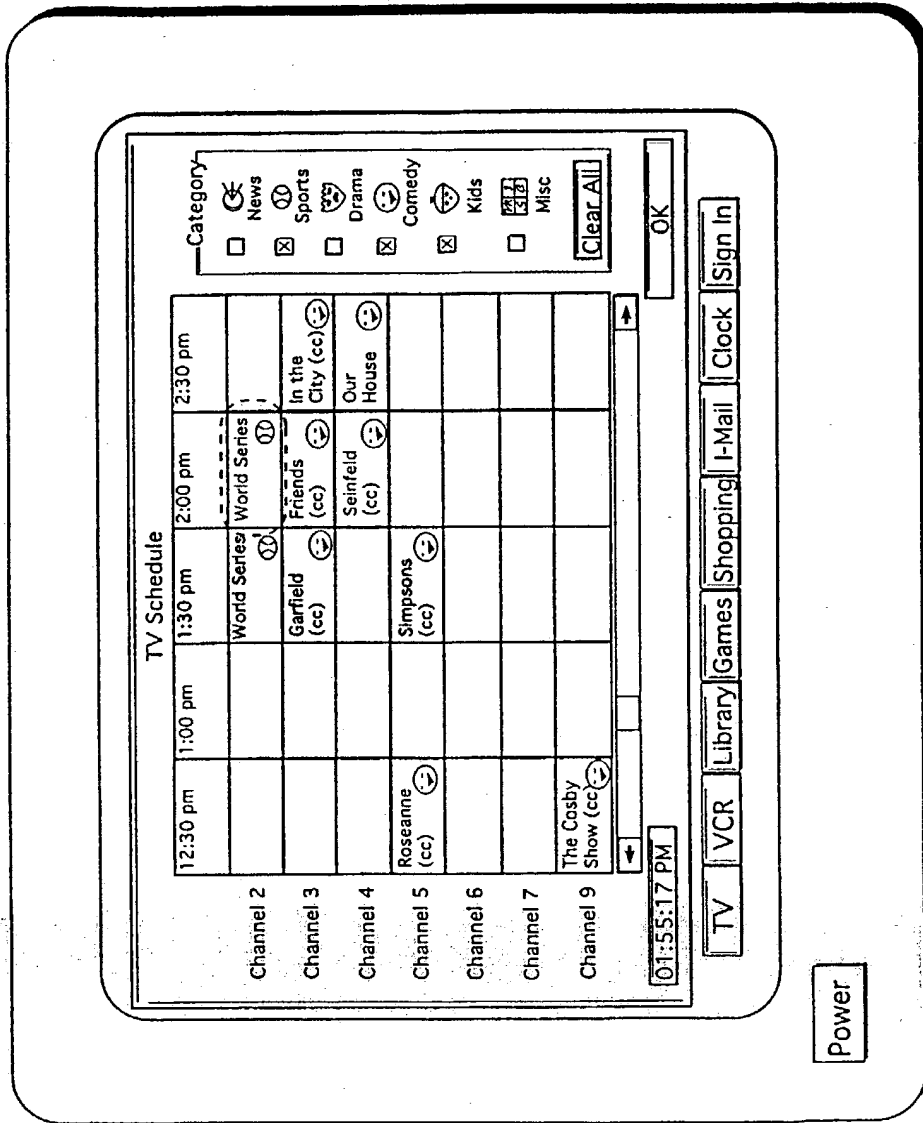 TV Schedule
12:30 pm 1:00 pm 1:30 pm 2:00 pm 2:30 pm
Channel 2 World Series World Series
Channel 3 Garfield (cc) Friends (cc) In the City (cc)
Channel 4 Seinfeld (cc) Our House
Channel 5 Roseanne (cc) Simpsons (cc)
Channel 6
Channel 7
Channel 9 The Cosby Show (cc)
Category
News
Sports
Drama
Comedy
Kids
Misc
Clear All
01:55:17 PM
OK
TV VCR Library Games Shopping I-Mail Clock Sign In
Power